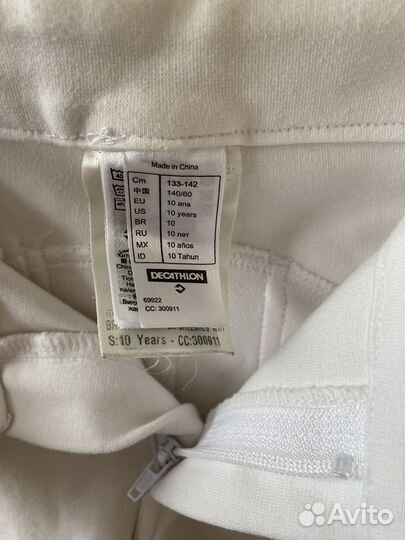 Made in China
Cm 133-142
中国 140/60
EU 10 ans
US 10 years
BR 10
RU 10 лет
MX 10 años
ID 10 Tahun
DECATHLON
69922
CC: 300911
S:10 Years - CC:300911
Avito